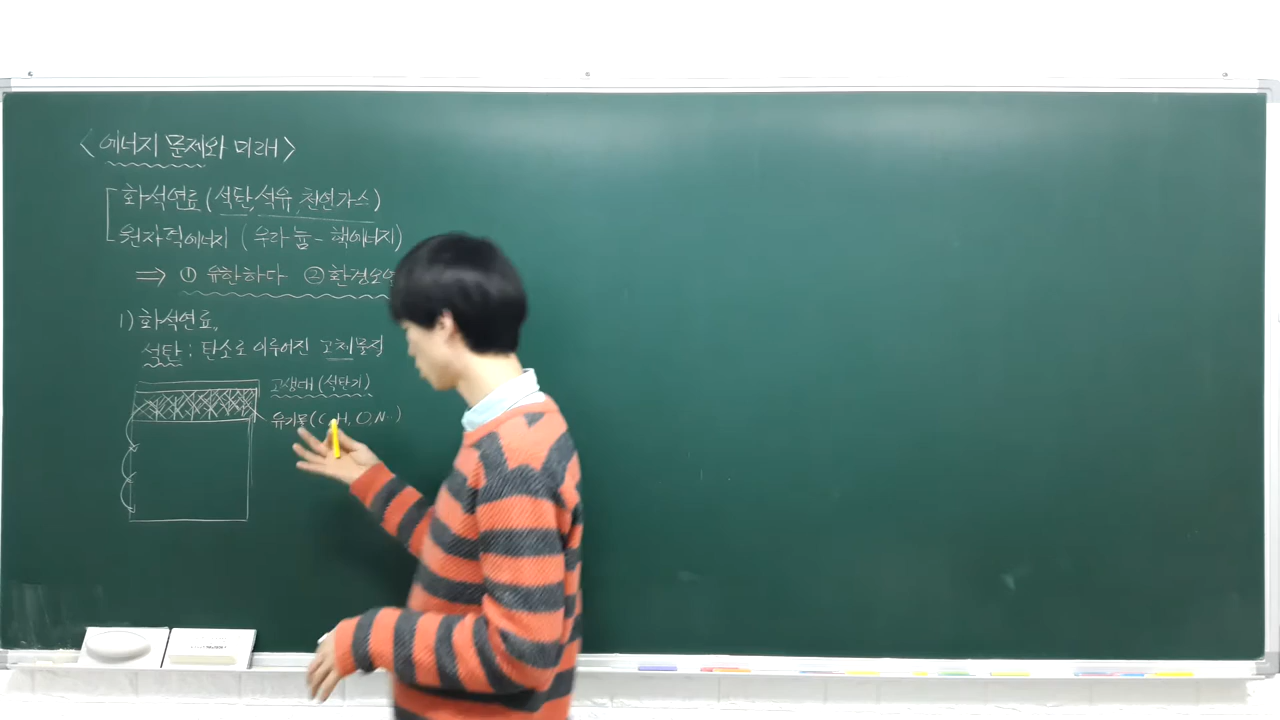 <에너지 문제와 미래>
화석연료 (석탄, 석유, 천연가스)
원자력에너지 (우라늄 - 핵에너지)
⇒ ① 유한하다 ② 환경오염
1) 화석연료,
석탄 : 탄소로 이루어진 고체물질
고생대 (석탄기)
유기물 (C, H, O, N..)